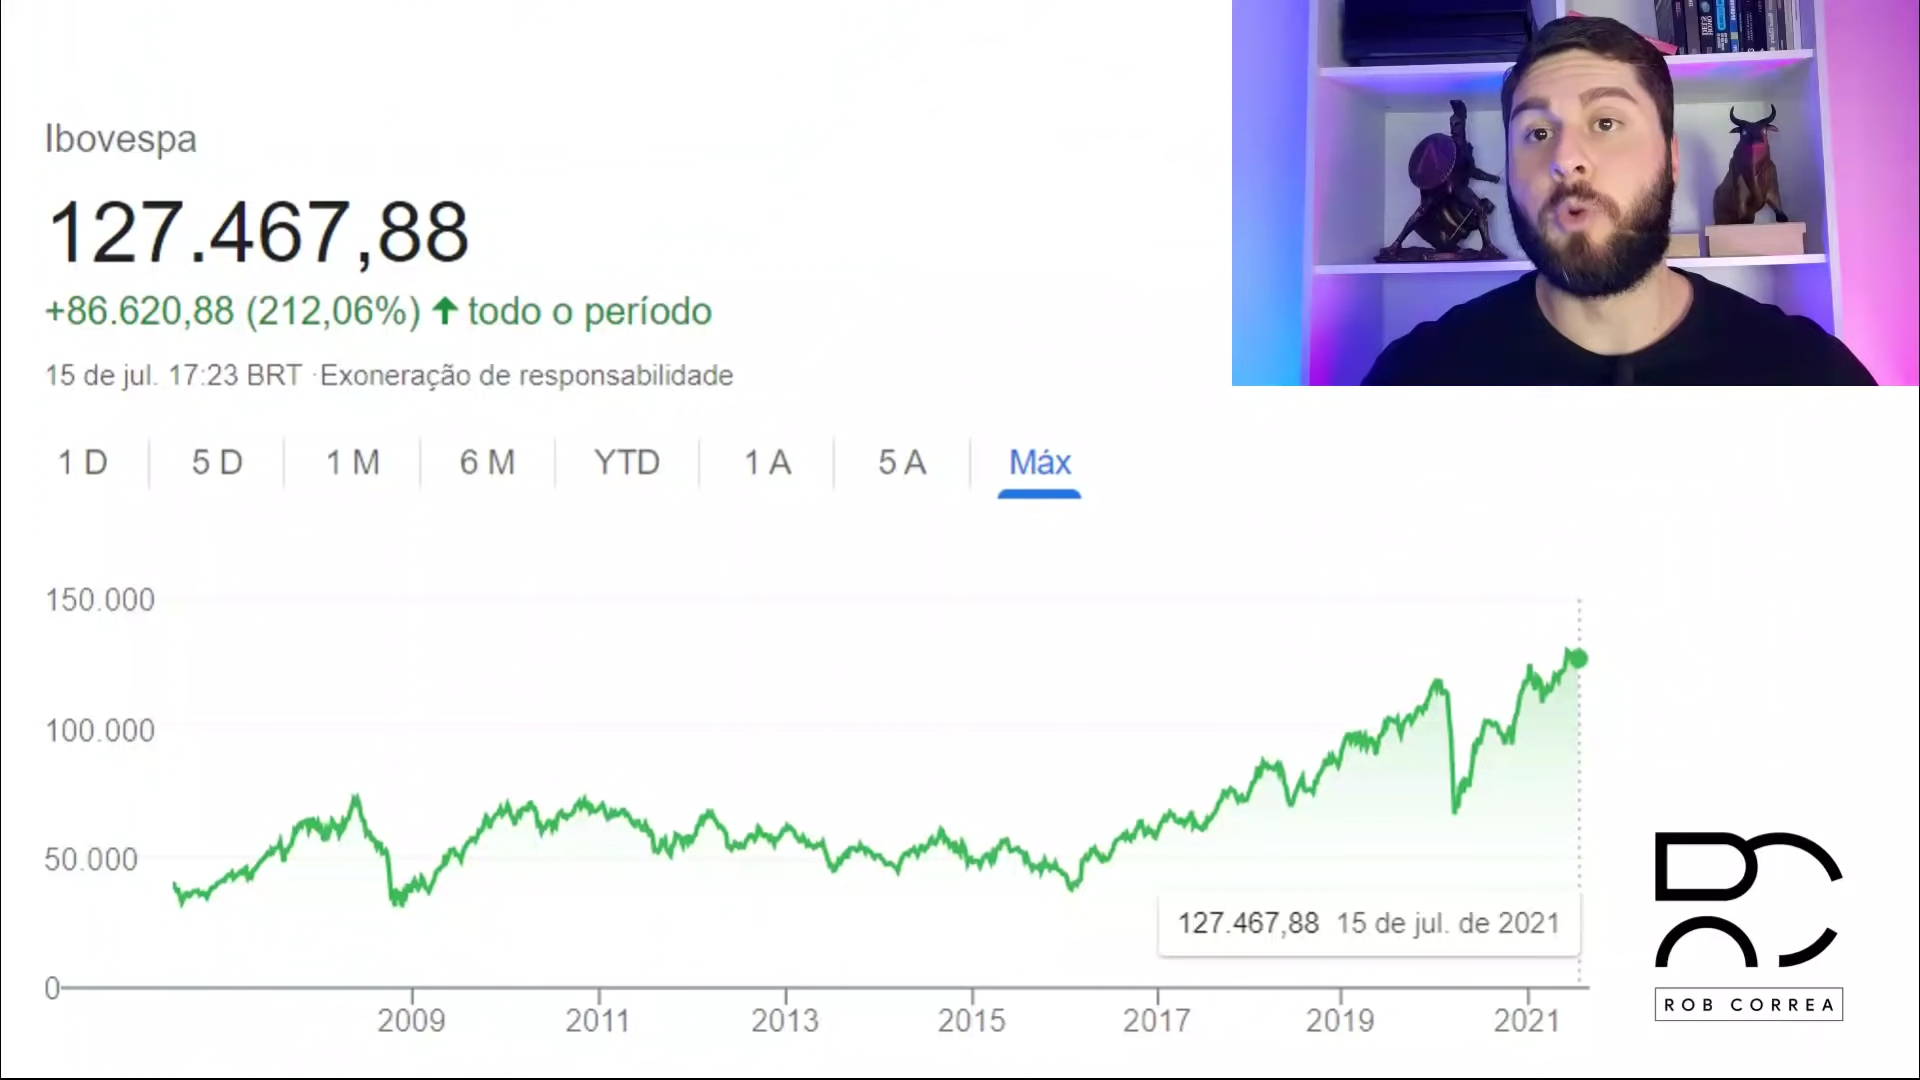 Ibovespa
127.467,88
+86.620,88 (212,06%) ↑ todo o período
15 de jul. 17:23 BRT ·Exoneração de responsabilidade
1 D 5 D 1 M 6 M YTD 1 A 5 A Máx
150.000
100.000
50.000
0
127.467,88 15 de jul. de 2021
2009 2011 2013 2015 2017 2019 2021
ROB CORREA